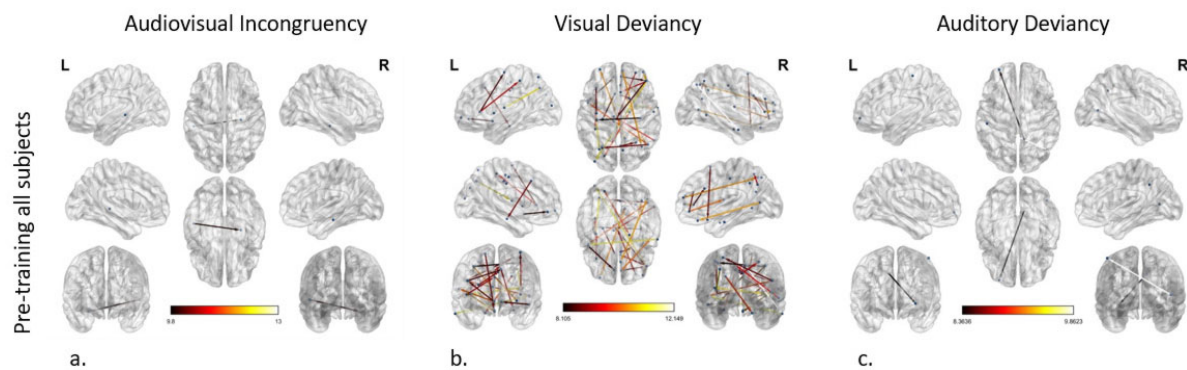 Audiovisual Incongruency
Visual Deviancy
Auditory Deviancy
L
R
L
R
L
R
Pre-training all subjects
9.8
13
8.105
12.149
8.3636
9.8623
a.
b.
c.